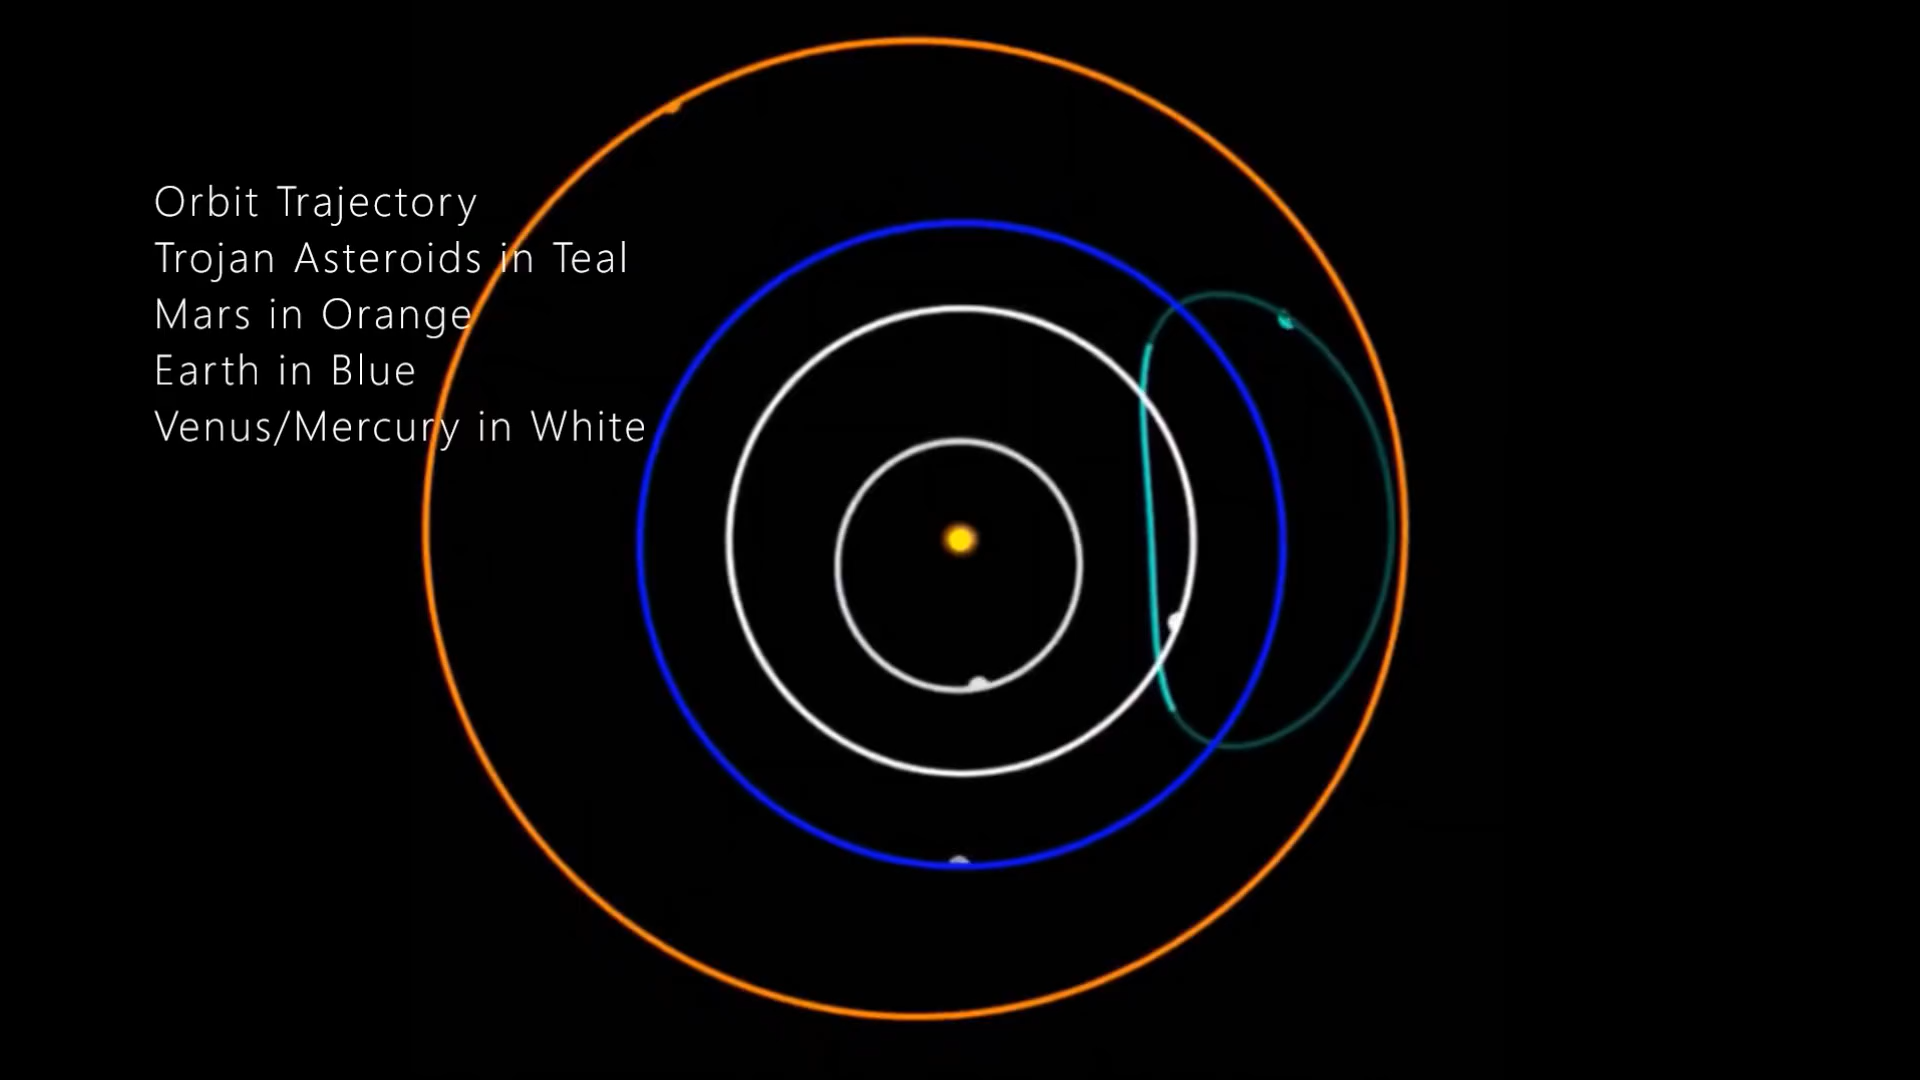 Orbit Trajectory
Trojan Asteroids in Teal
Mars in Orange
Earth in Blue
Venus/Mercury in White